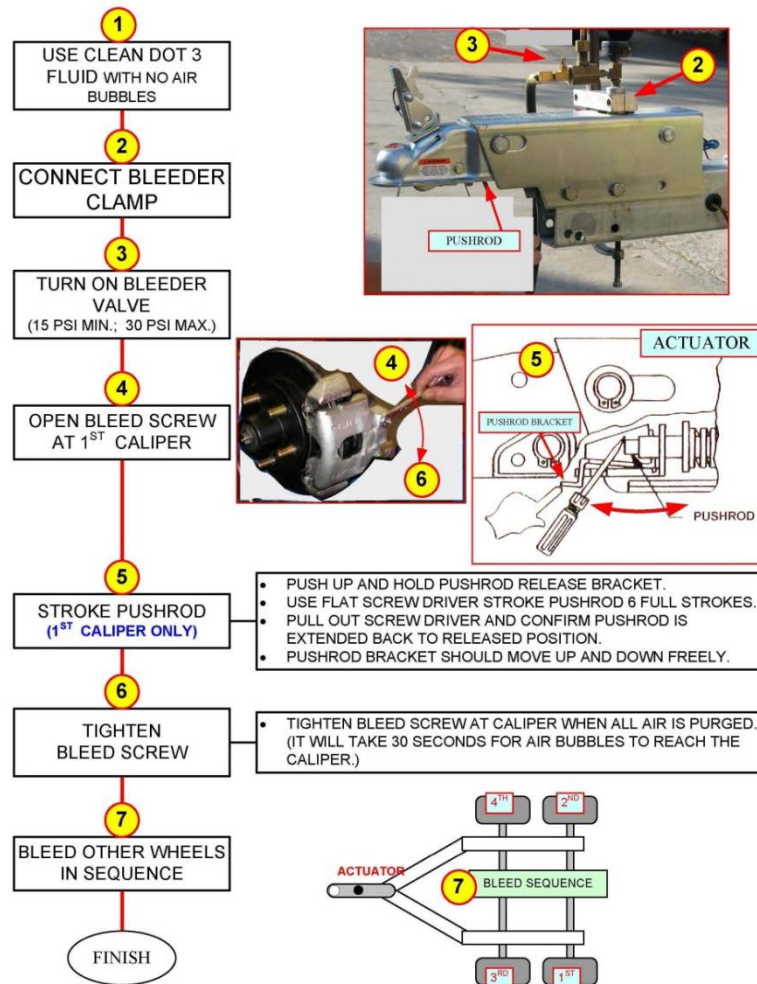 1
USE CLEAN DOT 3
FLUID WITH NO AIR
BUBBLES
2
CONNECT BLEEDER
CLAMP
3
TURN ON BLEEDER
VALVE
(15 PSI MIN.; 30 PSI MAX.)
4
OPEN BLEED SCREW
AT 1ST CALIPER
5
STROKE PUSHROD
(1ST CALIPER ONLY)
• PUSH UP AND HOLD PUSHROD RELEASE BRACKET.
• USE FLAT SCREW DRIVER STROKE PUSHROD 6 FULL STROKES.
• PULL OUT SCREW DRIVER AND CONFIRM PUSHROD IS
EXTENDED BACK TO RELEASED POSITION.
• PUSHROD BRACKET SHOULD MOVE UP AND DOWN FREELY.
6
TIGHTEN
BLEED SCREW
• TIGHTEN BLEED SCREW AT CALIPER WHEN ALL AIR IS PURGED.
(IT WILL TAKE 30 SECONDS FOR AIR BUBBLES TO REACH THE
CALIPER.)
7
BLEED OTHER WHEELS
IN SEQUENCE
FINISH
3
2
PUSHROD
4
6
5
ACTUATOR
PUSHROD BRACKET
PUSHROD
4TH
2ND
ACTUATOR
7
BLEED SEQUENCE
3RD
1ST